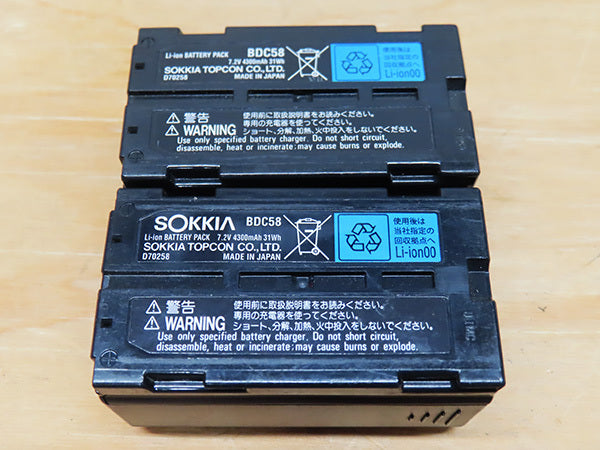 Li-ion BATTERY PACK BDC58
7.2V 4300mAh 31Wh
SOKKIA TOPCON CO.,LTD.
D70258 MADE IN JAPAN
使用後は
当社指定の
回収拠点へ
Li-ion00
警告 使用前に取扱説明書をお読みください。
専用の充電器を使ってください。
WARNING ショート、分解、加熱、火中投入をしないでください。
Use only specified battery charger. Do not short circuit,
disassemble, heat or incinerate; may cause burns or explode.
SOKKIA BDC58
Li-ion BATTERY PACK 7.2V 4300mAh 31Wh
SOKKIA TOPCON CO.,LTD.
D70258 MADE IN JAPAN
使用後は
当社指定の
回収拠点へ
Li-ion00
警告 使用前に取扱説明書をお読みください。
専用の充電器を使ってください。
WARNING ショート、分解、加熱、火中投入をしないでください。
Use only specified battery charger. Do not short circuit,
disassemble, heat or incinerate; may cause burns or explode.